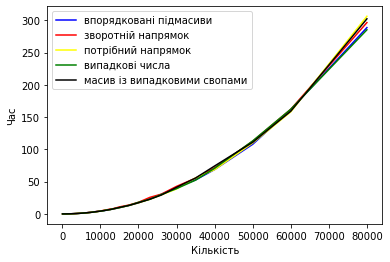 впорядковані підмасиви
зворотній напрямок
потрібний напрямок
випадкові числа
масив із випадковими свопами
300
250
200
150
100
50
0
Час
0 10000 20000 30000 40000 50000 60000 70000 80000
Кількість